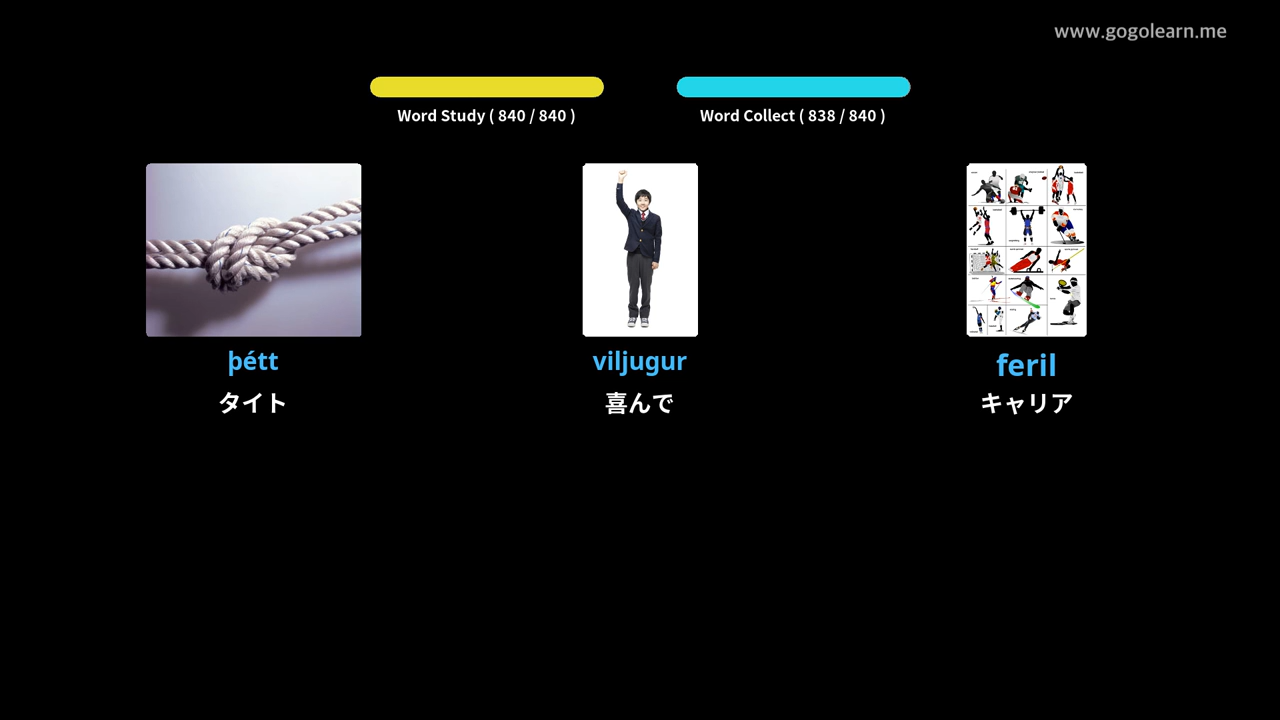 www.gogolearn.me
Word Study ( 840 / 840 )
Word Collect ( 838 / 840 )
þétt
viljugur
feril
タイト
喜んで
キャリア